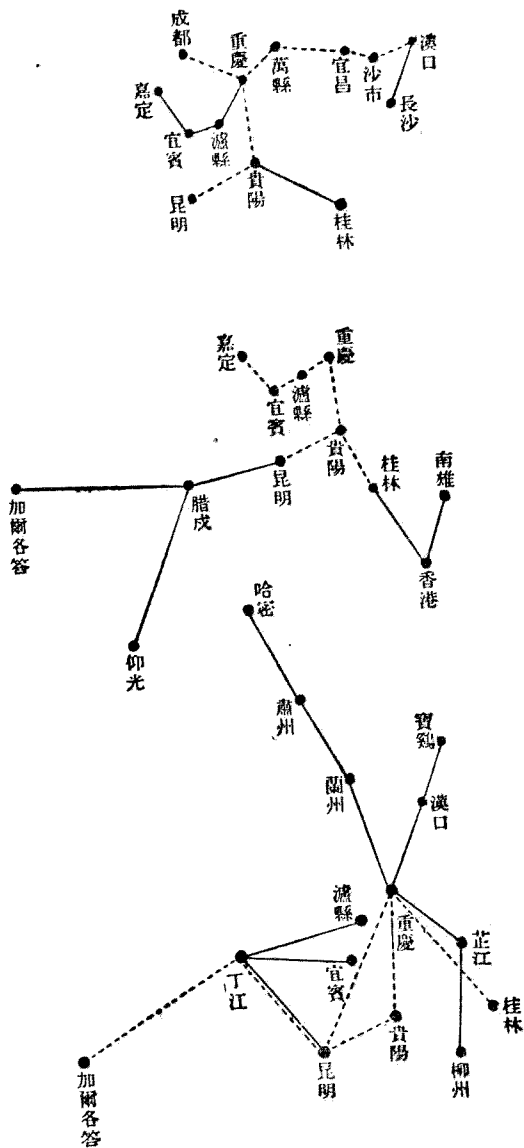 成都
重慶
萬縣
宜昌
沙市
漢口
長沙
嘉定
宜賓
瀘縣
貴陽
昆明
桂林
嘉定
重慶
宜賓
瀘縣
貴陽
昆明
桂林
南雄
香港
腊戍
加爾各答
仰光
哈密
肅州
蘭州
寶鷄
漢口
重慶
瀘縣
宜賓
芷江
丁江
桂林
貴陽
昆明
柳州
加爾各答